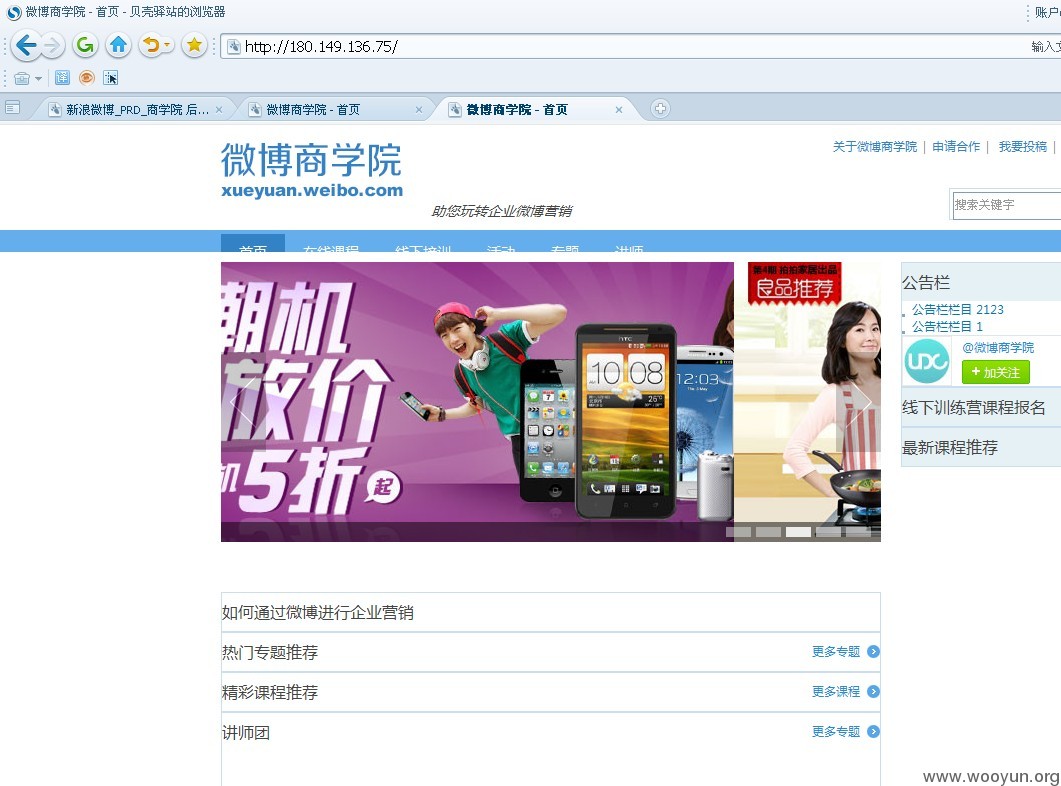 微博商学院 - 首页 - 贝壳驿站的浏览器
账户
http://180.149.136.75/
输入
新浪微博_PRD_商学院 后...
微博商学院 - 首页
微博商学院 - 首页
微博商学院
xueyuan.weibo.com
助您玩转企业微博营销
关于微博商学院 | 申请合作 | 我要投稿 |
搜索关键字
首页 在线课程 线下培训 活动 专题 讲师
潮机
放价
机5折
起
HTC
10:08
25°
12:03
第4期 拍拍家居出品
良品推荐
公告栏
公告栏栏目 2123
公告栏栏目 1
@微博商学院
+ 加关注
线下训练营课程报名
最新课程推荐
如何通过微博进行企业营销
热门专题推荐
更多专题
精彩课程推荐
更多课程
讲师团
更多专题
www.wooyun.org